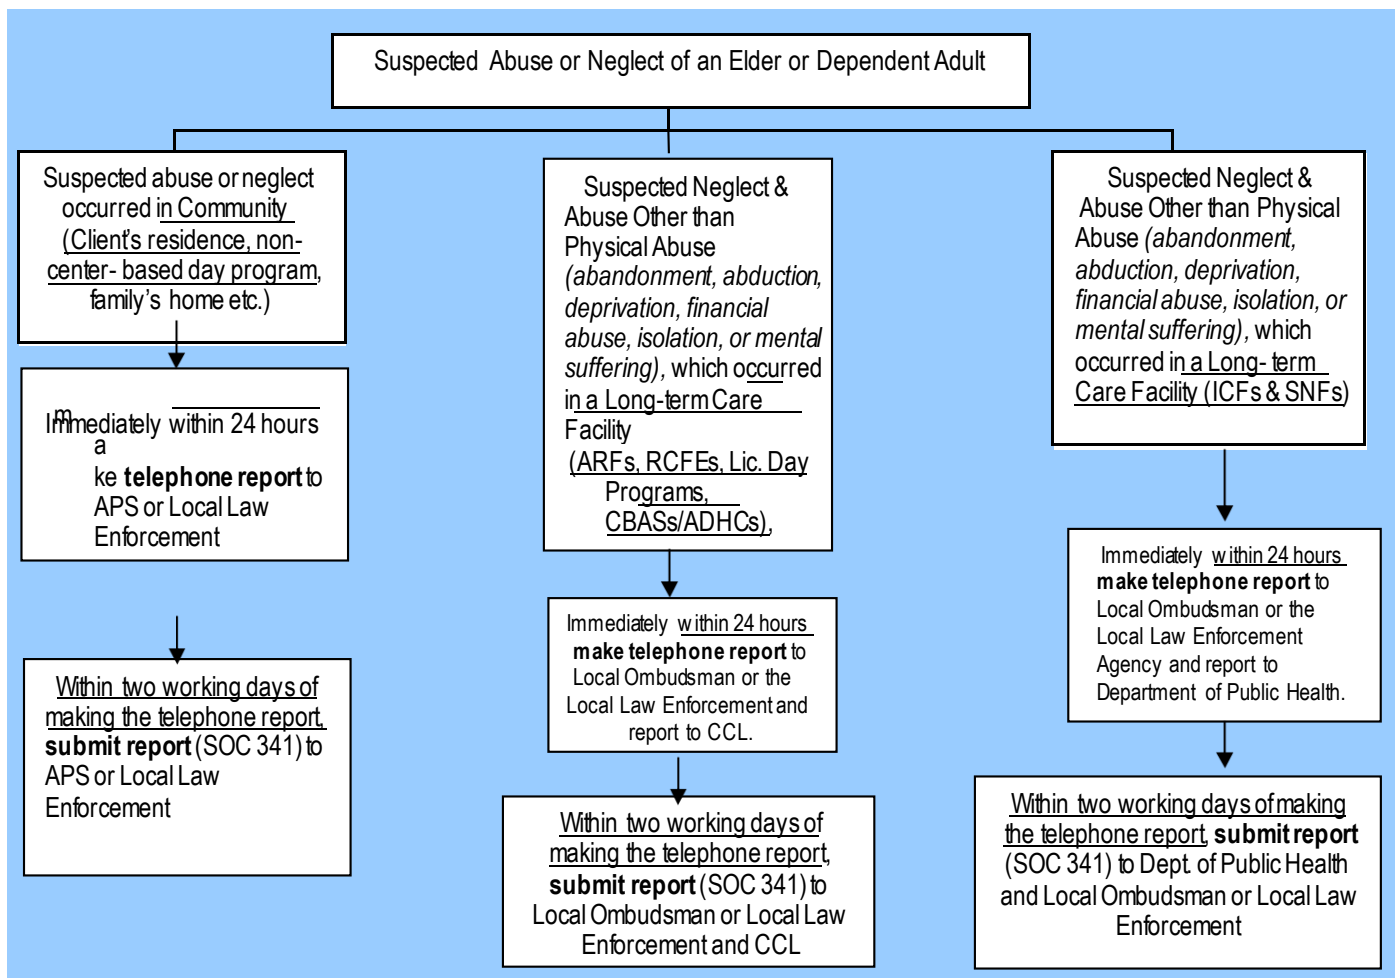 Suspected Abuse or Neglect of an Elder or Dependent Adult
Suspected abuse or neglect
occurred in Community
(Client's residence, non-
center- based day program,
family's home etc.)
Immediately within 24 hours
m
a
ke telephone report to
APS or Local Law
Enforcement
Within two working days of
making the telephone report,
submit report (SOC 341) to
APS or Local Law
Enforcement
Suspected Neglect &
Abuse Other than
Physical Abuse
(abandonment, abduction,
deprivation, financial
abuse, isolation, or mental
suffering), which occurred
in a Long-term Care
Facility
(ARFs, RCFEs, Lic. Day
Programs,
CBASs/ADHCs),
Immediately within 24 hours
make telephone report to
Local Ombudsman or the
Local Law Enforcement and
report to CCL.
Within two working days of
making the telephone report,
submit report (SOC 341) to
Local Ombudsman or Local Law
Enforcement and CCL
Suspected Neglect &
Abuse Other than Physical
Abuse (abandonment,
abduction, deprivation,
financial abuse, isolation, or
mental suffering), which
occurred in a Long- term
Care Facility (ICFs & SNFs)
Immediately within 24 hours
make telephone report to
Local Ombudsman or the
Local Law Enforcement
Agency and report to
Department of Public Health.
Within two working days of making
the telephone report, submit report
(SOC 341) to Dept. of Public Health
and Local Ombudsman or Local Law
Enforcement